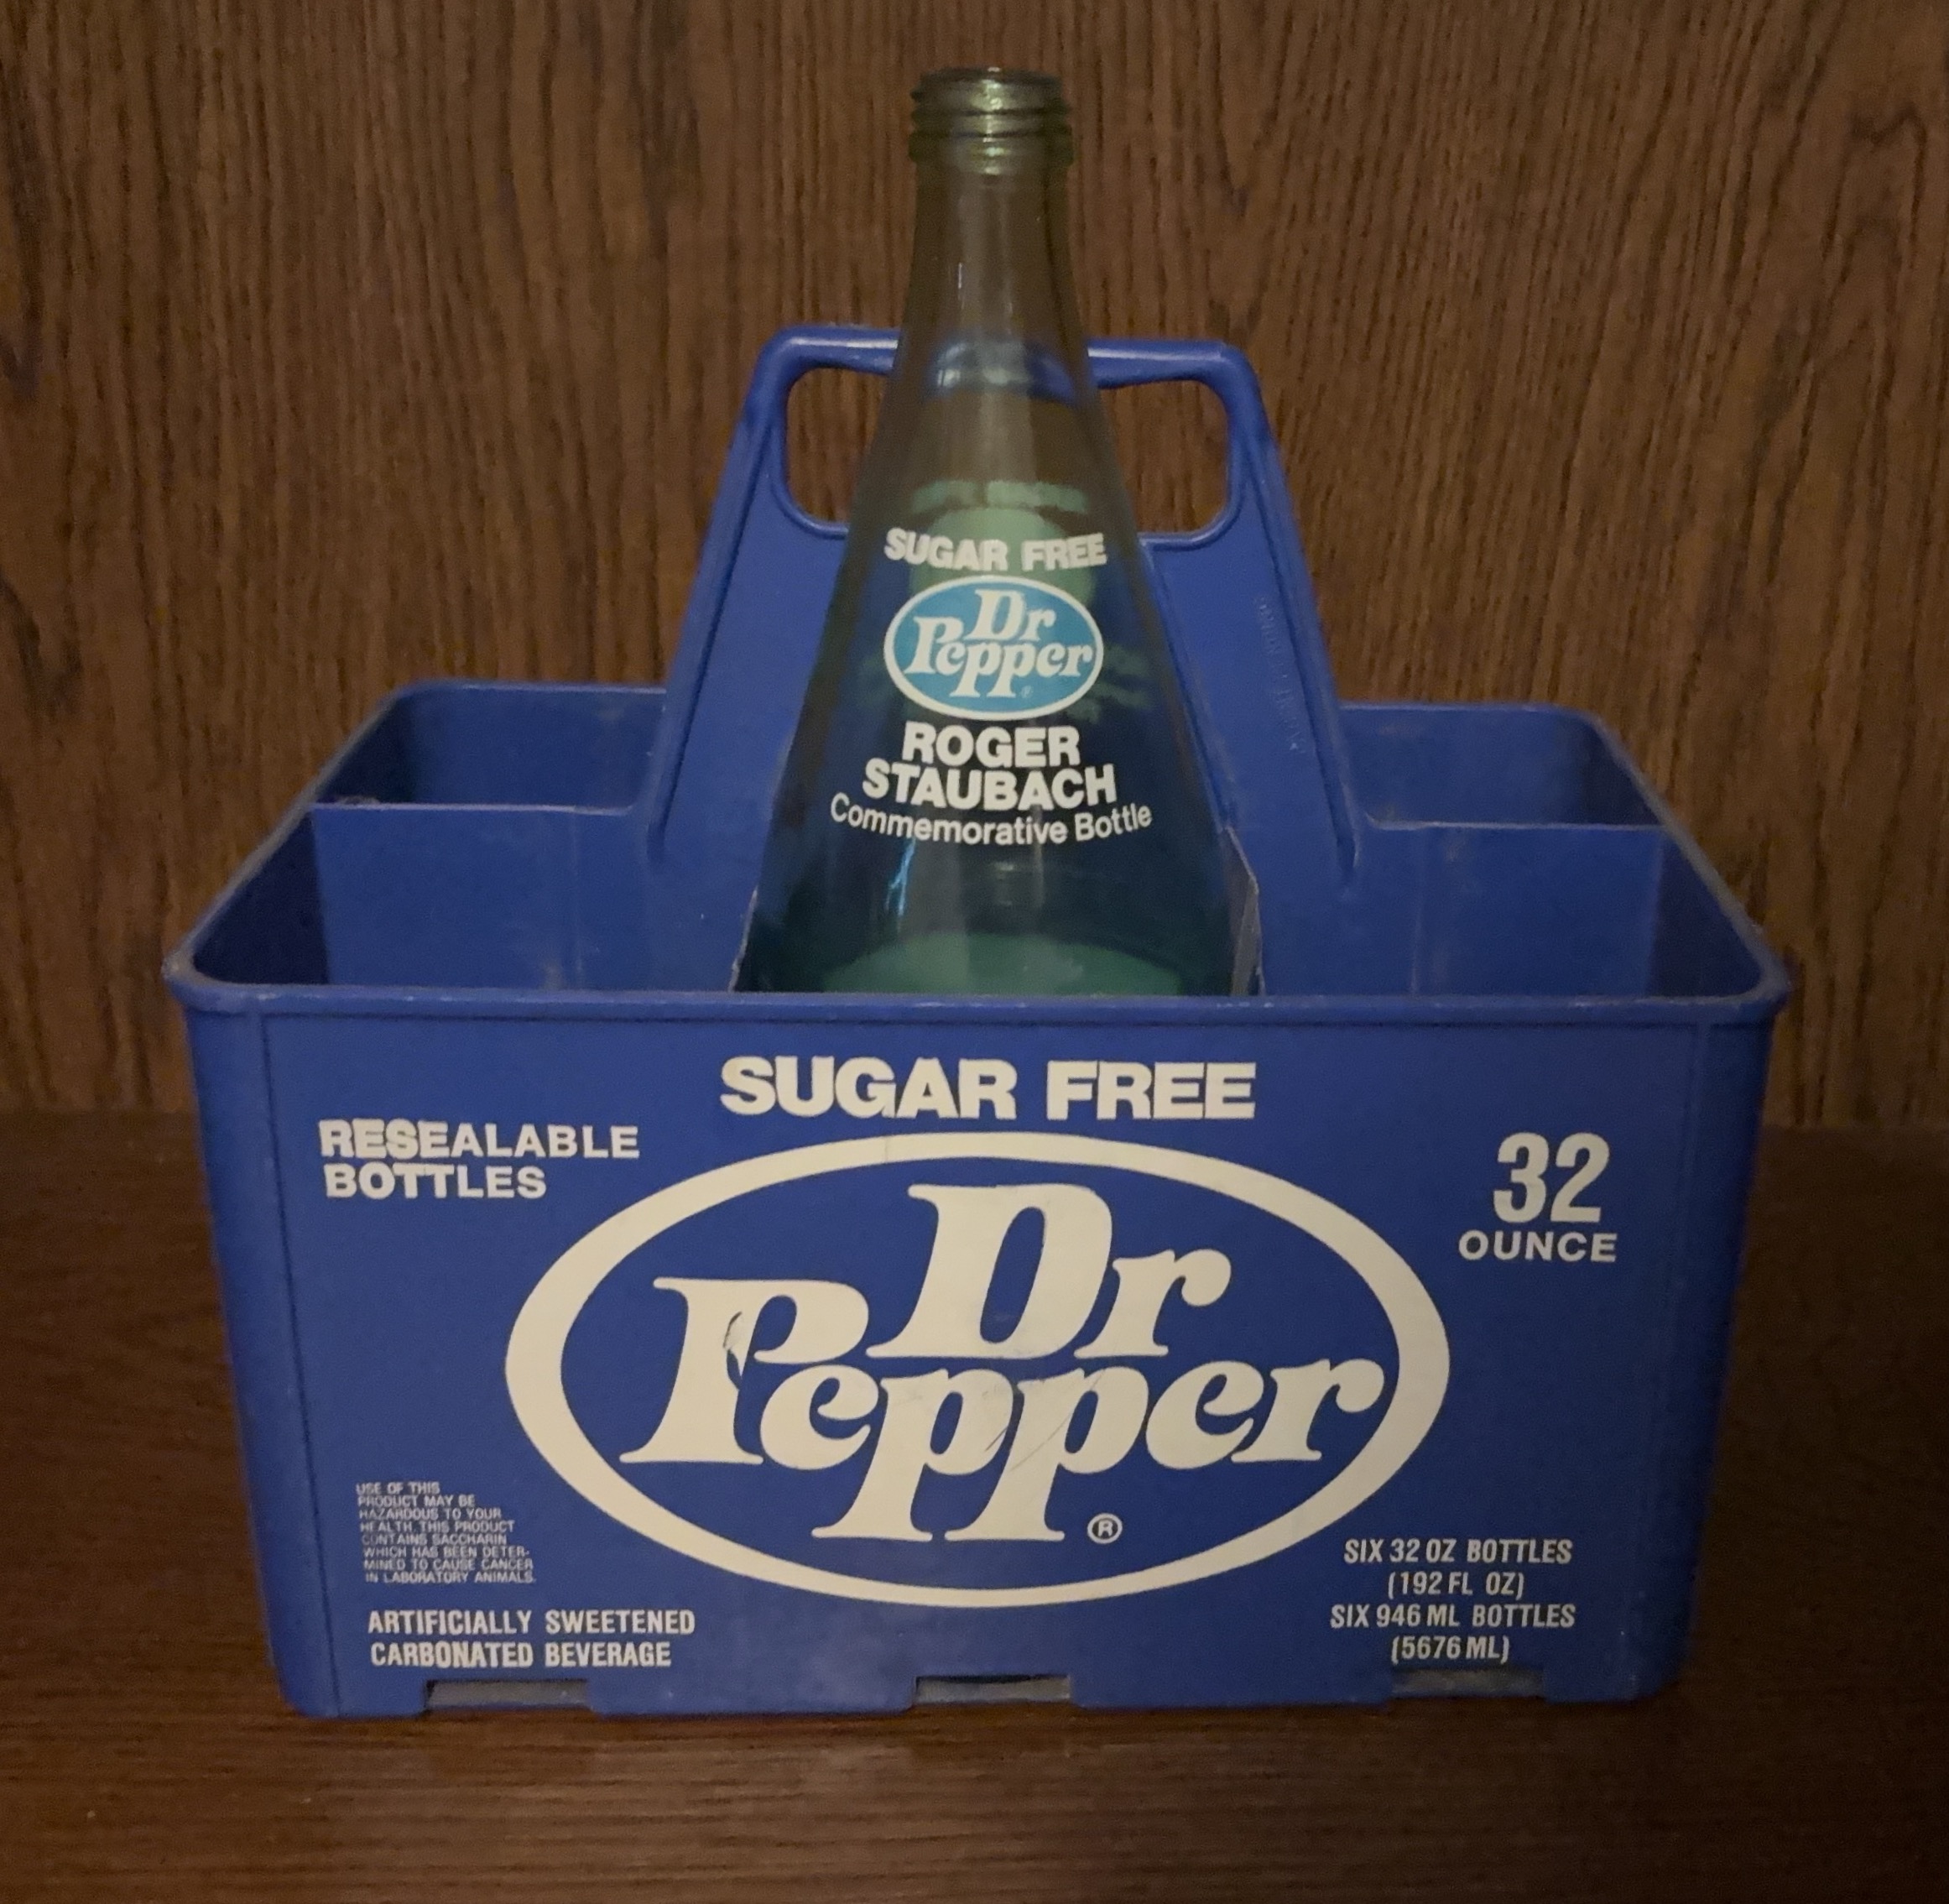 SUGAR FREE
Dr
Pepper
®
ROGER
STAUBACH
Commemorative Bottle
SUGAR FREE
RESEALABLE
BOTTLES
32
OUNCE
Dr
Pepper
®
USE OF THIS
PRODUCT MAY BE
HAZARDOUS TO YOUR
HEALTH. THIS PRODUCT
CONTAINS SACCHARIN
WHICH HAS BEEN DETER-
MINED TO CAUSE CANCER
IN LABORATORY ANIMALS.
ARTIFICIALLY SWEETENED
CARBONATED BEVERAGE
SIX 32 OZ BOTTLES
(192 FL OZ)
SIX 946 ML BOTTLES
(5676 ML)